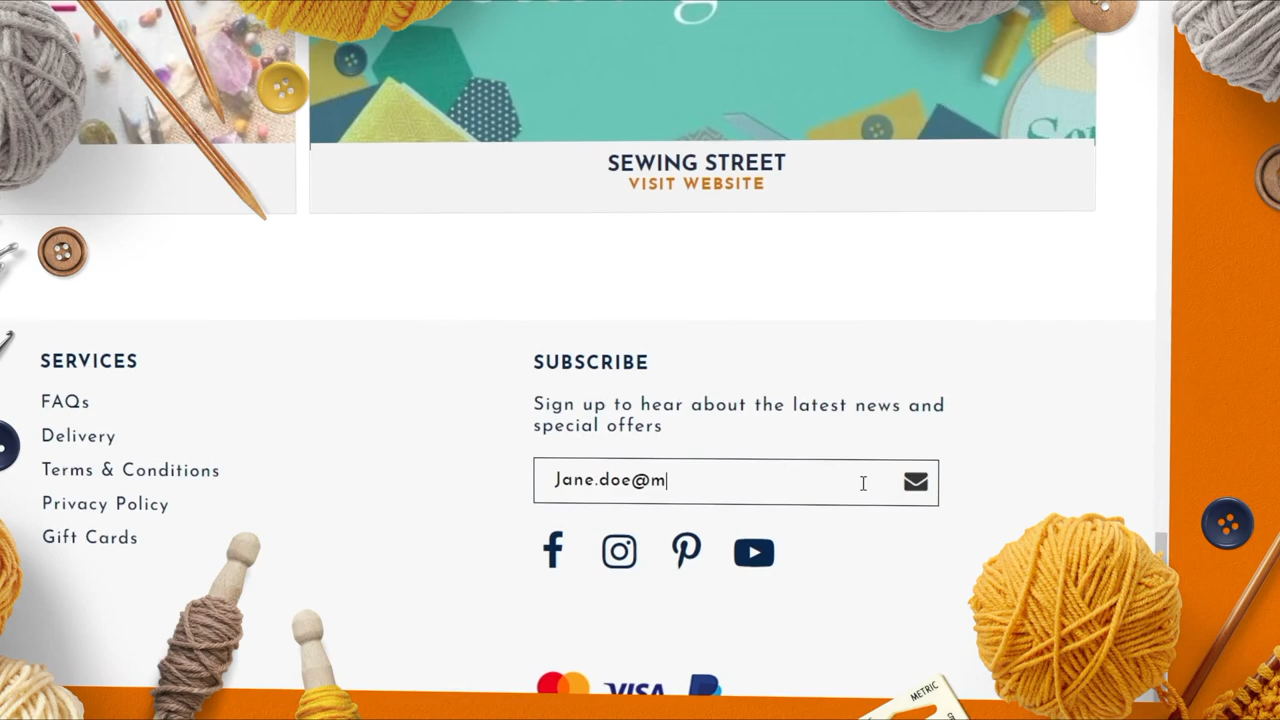 SEWING STREET
VISIT WEBSITE
SERVICES
FAQs
Delivery
Terms & Conditions
Privacy Policy
Gift Cards
SUBSCRIBE
Sign up to hear about the latest news and
special offers
Jane.doe@m
VISA
METRIC